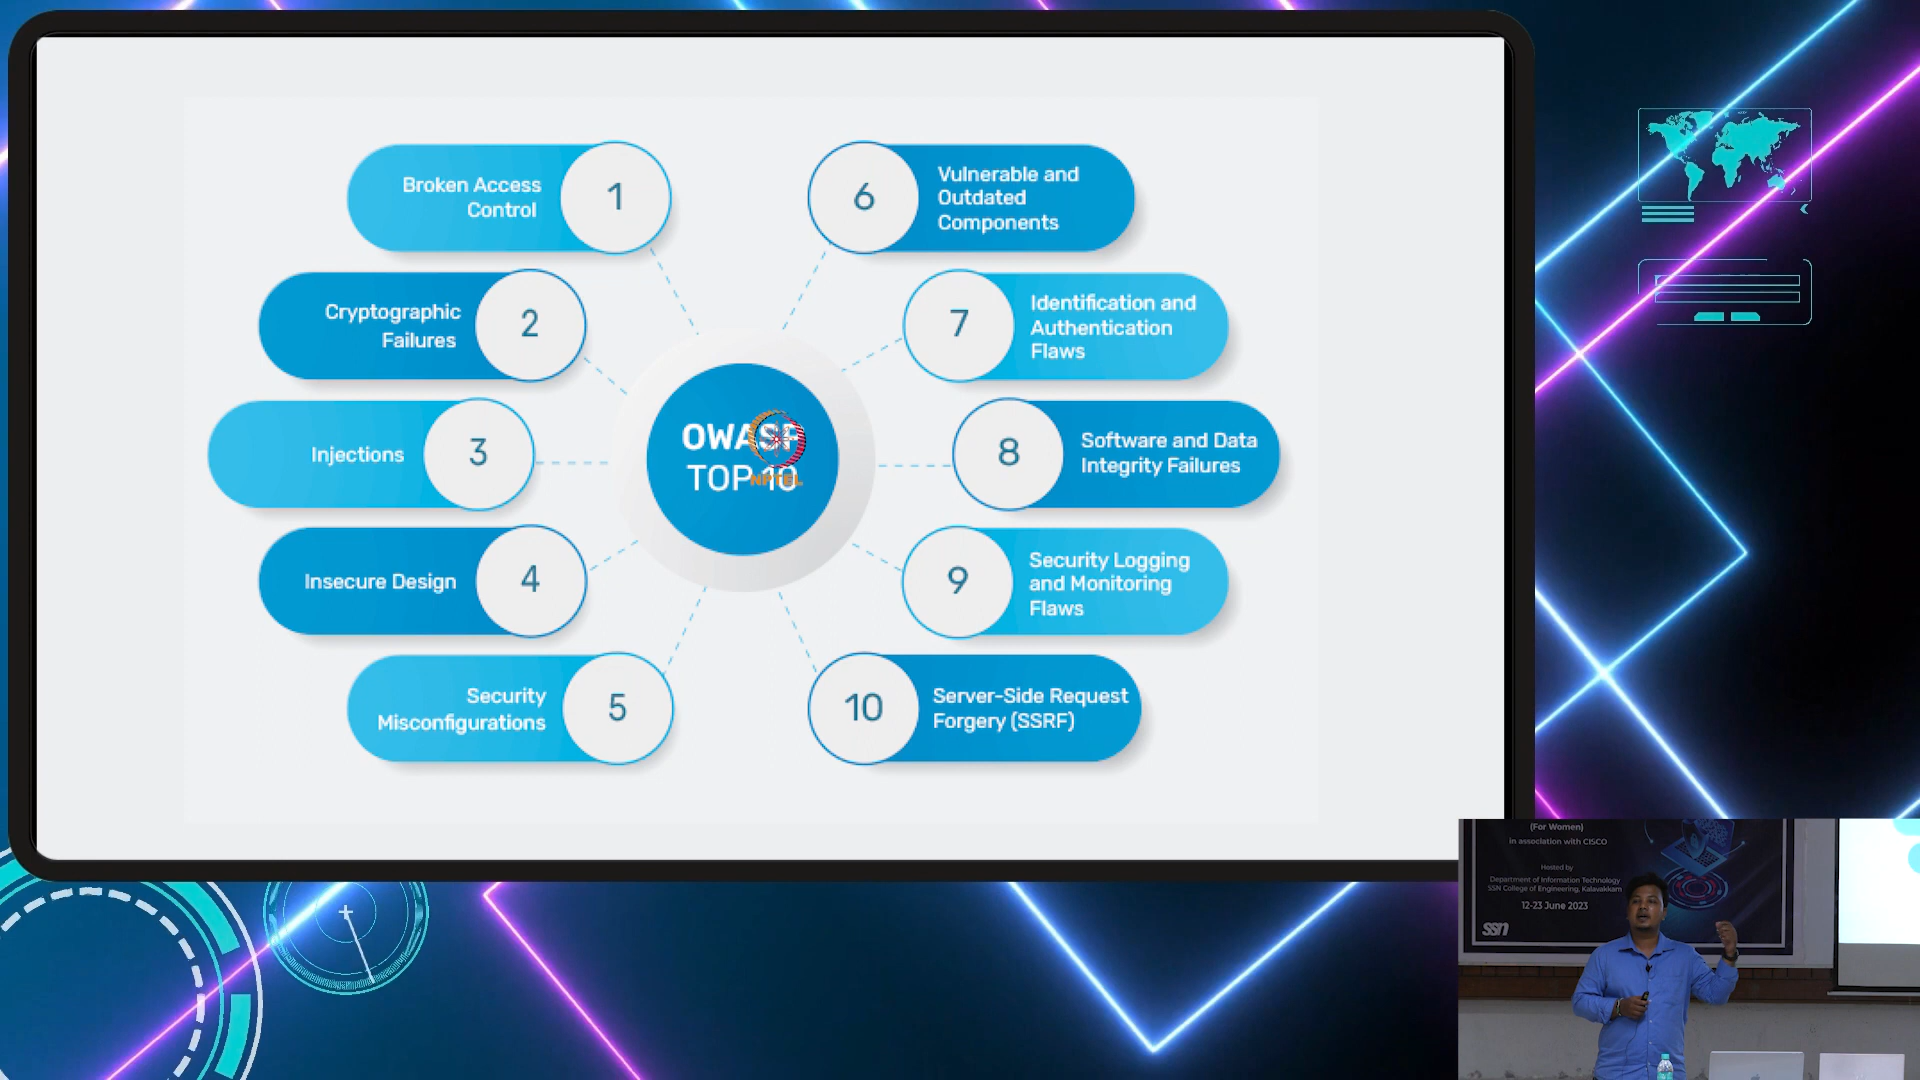 Broken Access
Control
1
Cryptographic
Failures
2
Injections
3
Insecure Design
4
Security
Misconfigurations
5
OWASP
TOP 10
NPTEL
6
Vulnerable and
Outdated
Components
7
Identification and
Authentication
Flaws
8
Software and Data
Integrity Failures
9
Security Logging
and Monitoring
Flaws
10
Server-Side Request
Forgery (SSRF)
(For Women)
in association with CISCO
Hosted by
Department of Information Technology
SSN College of Engineering, Kalavakkam
12-23 June 2023
ssn